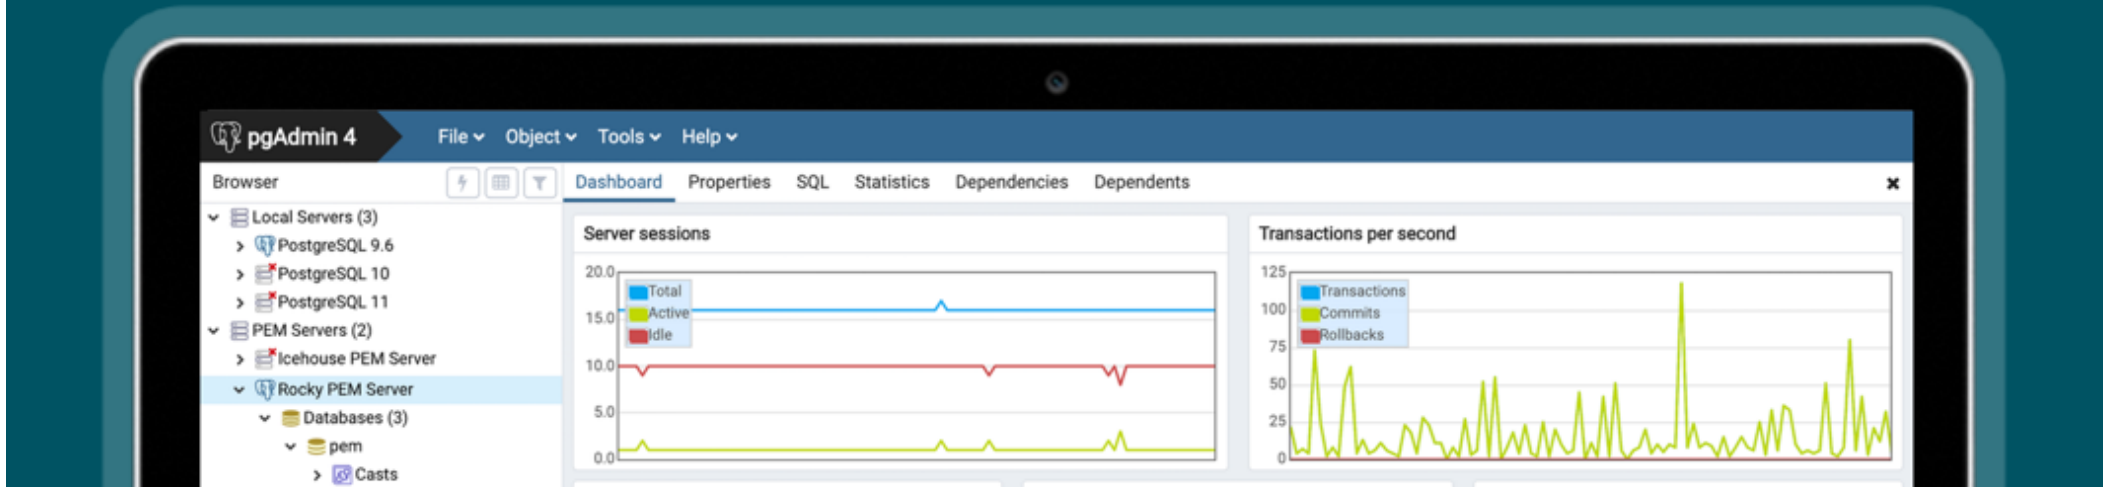 pgAdmin 4
File Object Tools Help
Browser
Dashboard Properties SQL Statistics Dependencies Dependents
Local Servers (3)
PostgreSQL 9.6
PostgreSQL 10
PostgreSQL 11
PEM Servers (2)
Icehouse PEM Server
Rocky PEM Server
Databases (3)
pem
Casts
Server sessions
20.0
15.0
10.0
5.0
0.0
Total
Active
Idle
Transactions per second
125
100
75
50
25
0
Transactions
Commits
Rollbacks